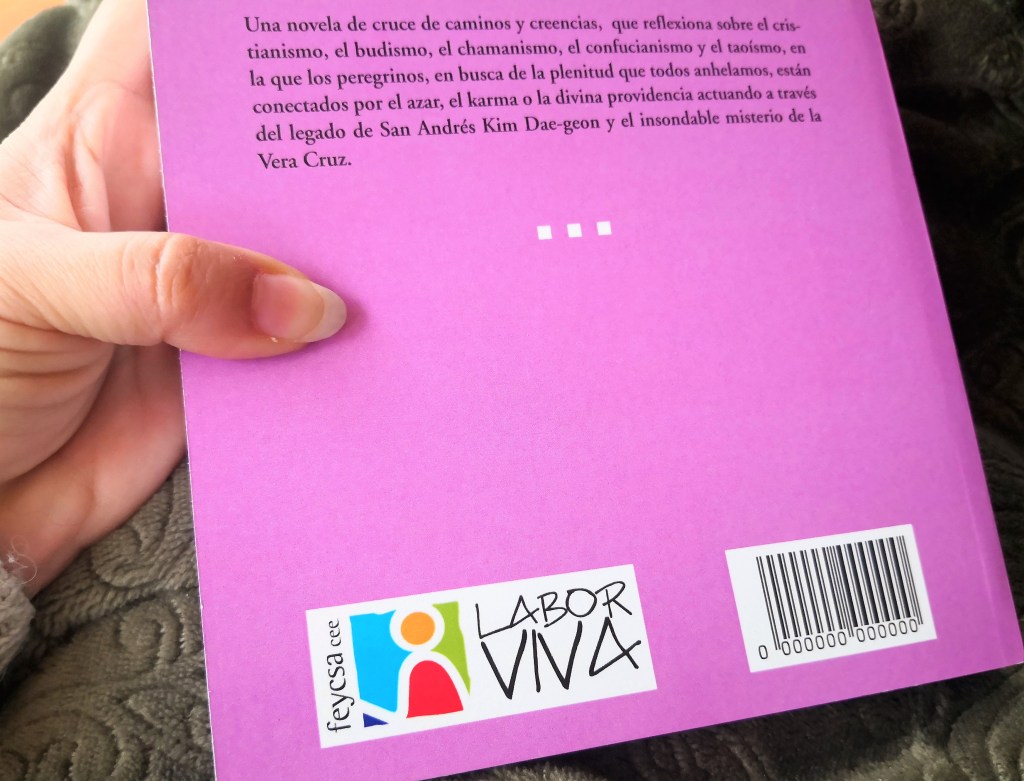 Una novela de cruce de caminos y creencias, que reflexiona sobre el cris-
tianismo, el budismo, el chamanismo, el confucianismo y el taoísmo, en
la que los peregrinos, en busca de la plenitud que todos anhelamos, están
conectados por el azar, el karma o la divina providencia actuando a través
del legado de San Andrés Kim Dae-geon y el insondable misterio de la
Vera Cruz.
feycsa cee
LABOR
VIVA
0 000000 000000